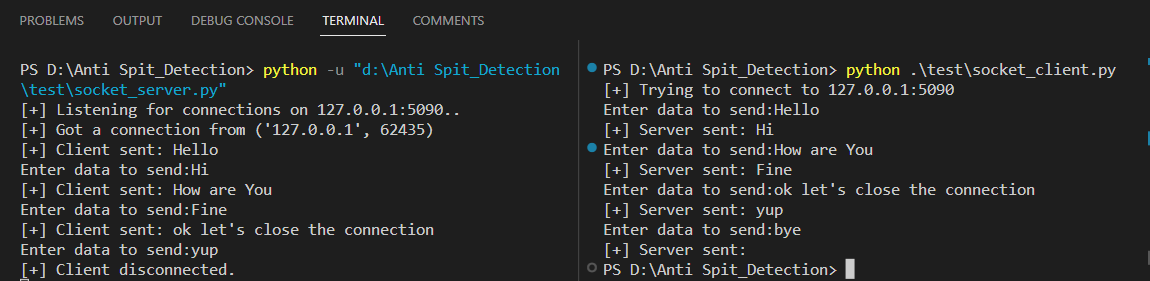 PROBLEMS OUTPUT DEBUG CONSOLE TERMINAL COMMENTS
PS D:\Anti Spit_Detection> python -u "d:\Anti Spit_Detection
\test\socket_server.py"
[+] Listening for connections on 127.0.0.1:5090..
[+] Got a connection from ('127.0.0.1', 62435)
[+] Client sent: Hello
Enter data to send:Hi
[+] Client sent: How are You
Enter data to send:Fine
[+] Client sent: ok let's close the connection
Enter data to send:yup
[+] Client disconnected.
PS D:\Anti Spit_Detection> python .\test\socket_client.py
[+] Trying to connect to 127.0.0.1:5090
Enter data to send:Hello
[+] Server sent: Hi
Enter data to send:How are You
[+] Server sent: Fine
Enter data to send:ok let's close the connection
[+] Server sent: yup
Enter data to send:bye
[+] Server sent:
PS D:\Anti Spit_Detection>